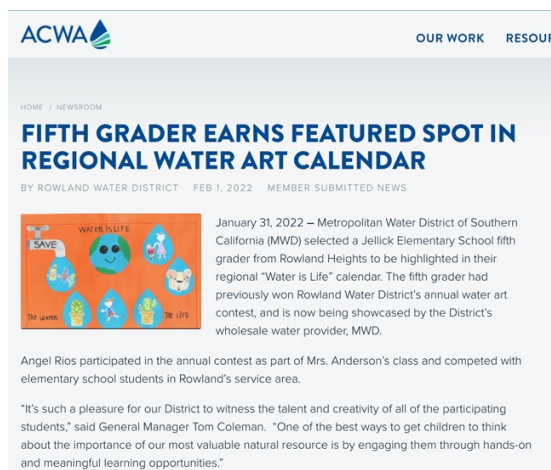 ACWA
OUR WORK RESOUR
HOME / NEWSROOM
FIFTH GRADER EARNS FEATURED SPOT IN
REGIONAL WATER ART CALENDAR
BY ROWLAND WATER DISTRICT FEB 1, 2022 MEMBER SUBMITTED NEWS
WATER IS LIFE
SAVE
THE WATER
THE LIFE
January 31, 2022 – Metropolitan Water District of Southern
California (MWD) selected a Jellick Elementary School fifth
grader from Rowland Heights to be highlighted in their
regional “Water is Life” calendar. The fifth grader had
previously won Rowland Water District’s annual water art
contest, and is now being showcased by the District’s
wholesale water provider, MWD.
Angel Rios participated in the annual contest as part of Mrs. Anderson’s class and competed with
elementary school students in Rowland’s service area.
“It’s such a pleasure for our District to witness the talent and creativity of all of the participating
students,” said General Manager Tom Coleman. “One of the best ways to get children to think
about the importance of our most valuable natural resource is by engaging them through hands-on
and meaningful learning opportunities.”